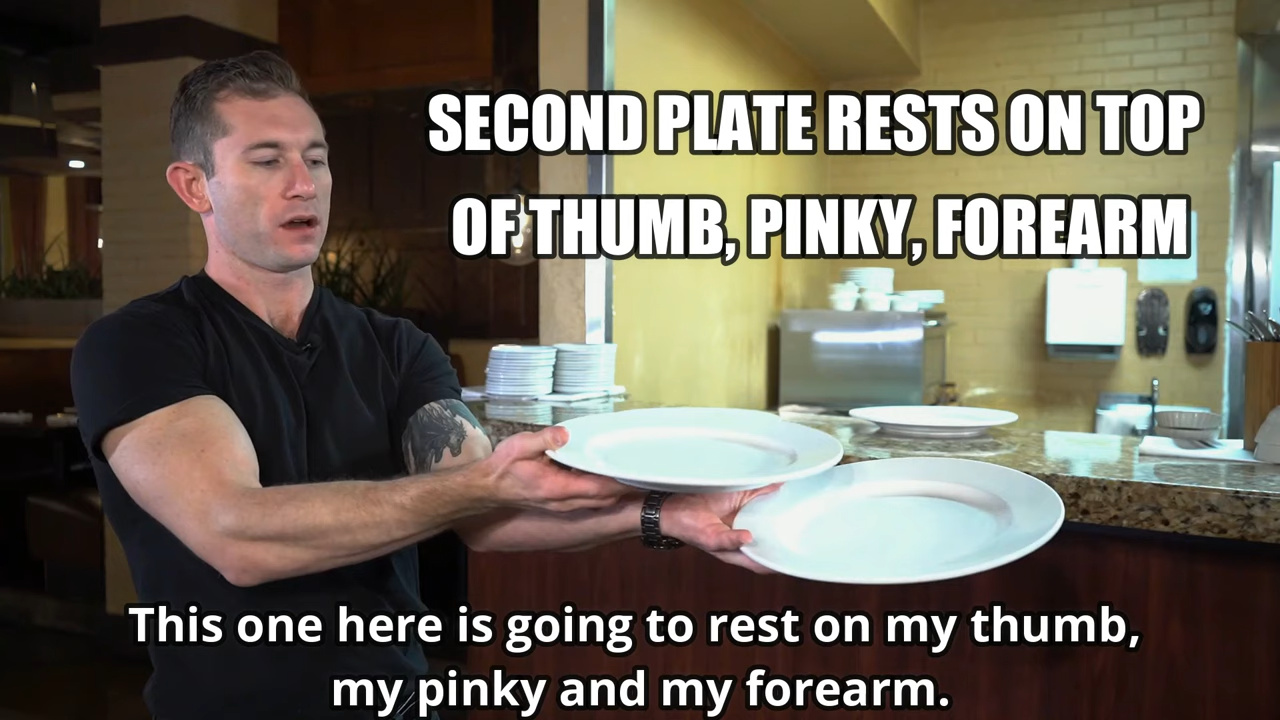 SECOND PLATE RESTS ON TOP
OF THUMB, PINKY, FOREARM
This one here is going to rest on my thumb,
my pinky and my forearm.